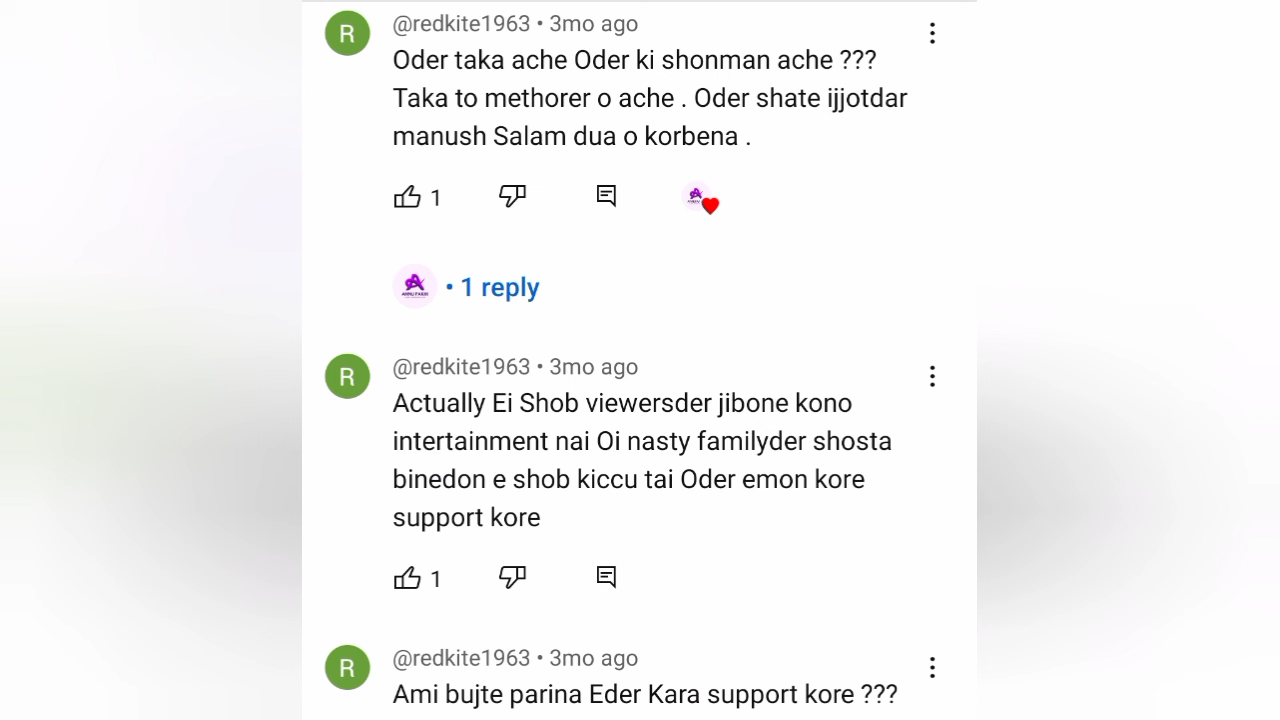 @redkite1963 • 3mo ago
Oder taka ache Oder ki shonman ache ???
Taka to methorer o ache . Oder shate ijjotdar
manush Salam dua o korbena .
1
• 1 reply
@redkite1963 • 3mo ago
Actually Ei Shob viewersder jibone kono
intertainment nai Oi nasty familyder shosta
binedon e shob kiccu tai Oder emon kore
support kore
1
@redkite1963 • 3mo ago
Ami bujte parina Eder Kara support kore ???